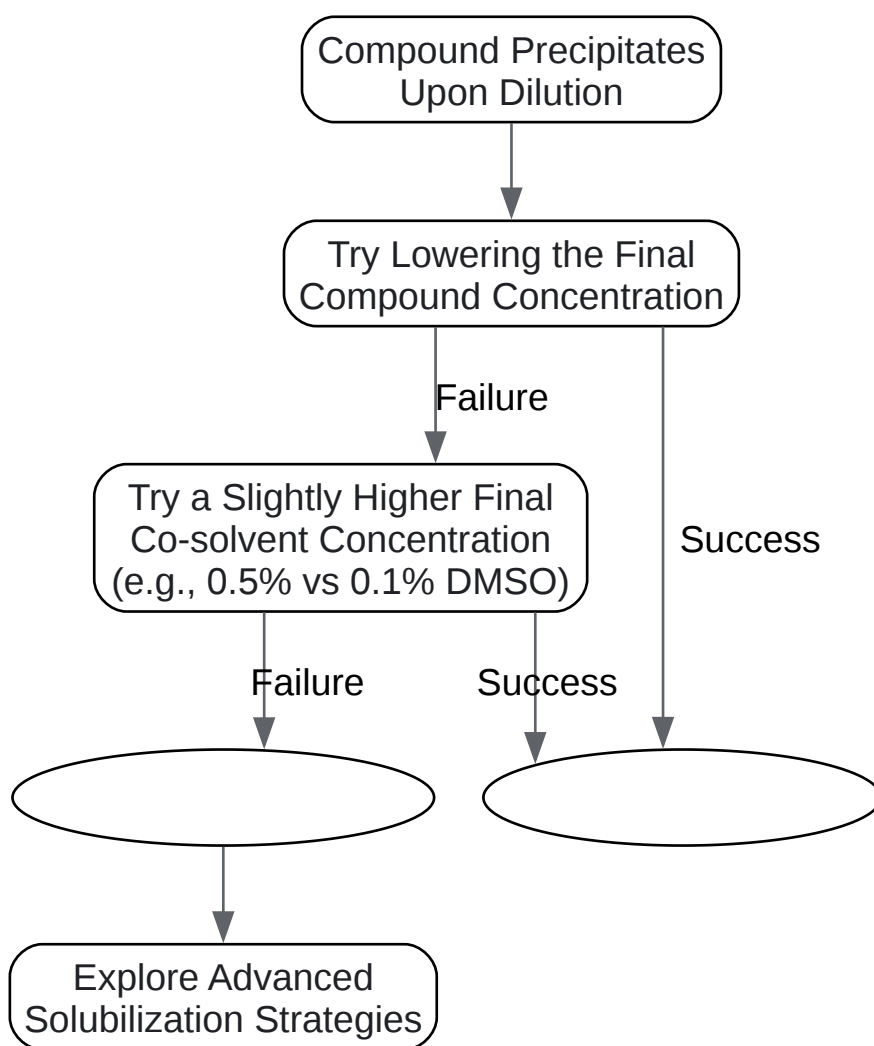 Compound Precipitates
Upon Dilution
Try Lowering the Final
Compound Concentration
Failure
Try a Slightly Higher Final
Co-solvent Concentration
(e.g., 0.5% vs 0.1% DMSO)
Success
Failure
Success
Explore Advanced
Solubilization Strategies